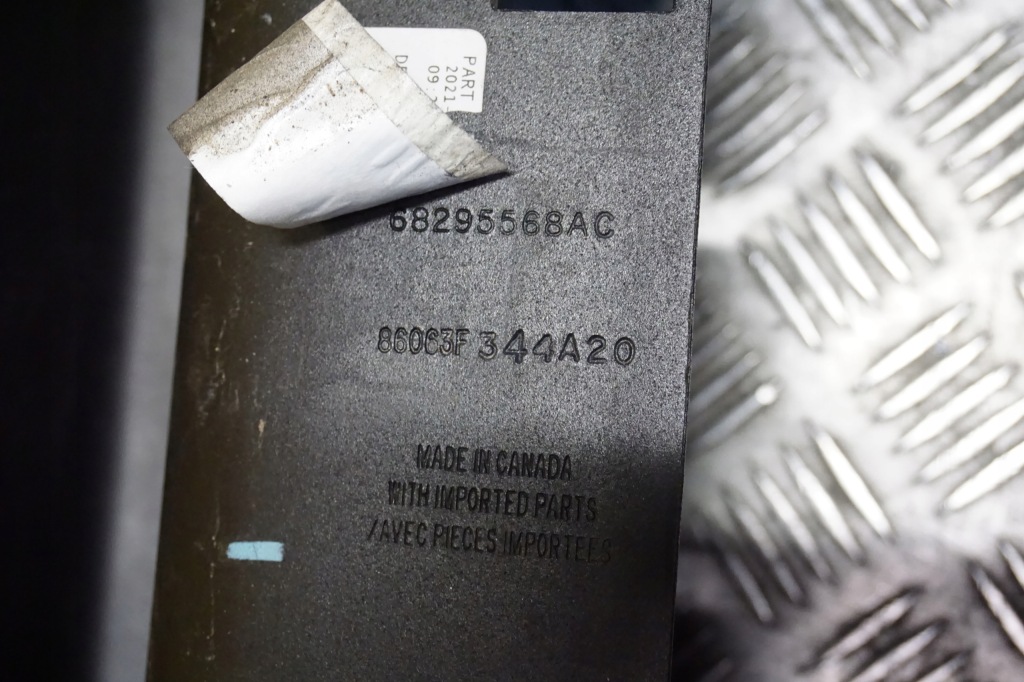 PART
2021-
09
68295568AC
86063F 344A20
MADE IN CANADA
WITH IMPORTED PARTS
/AVEC PIECES IMPORTEES